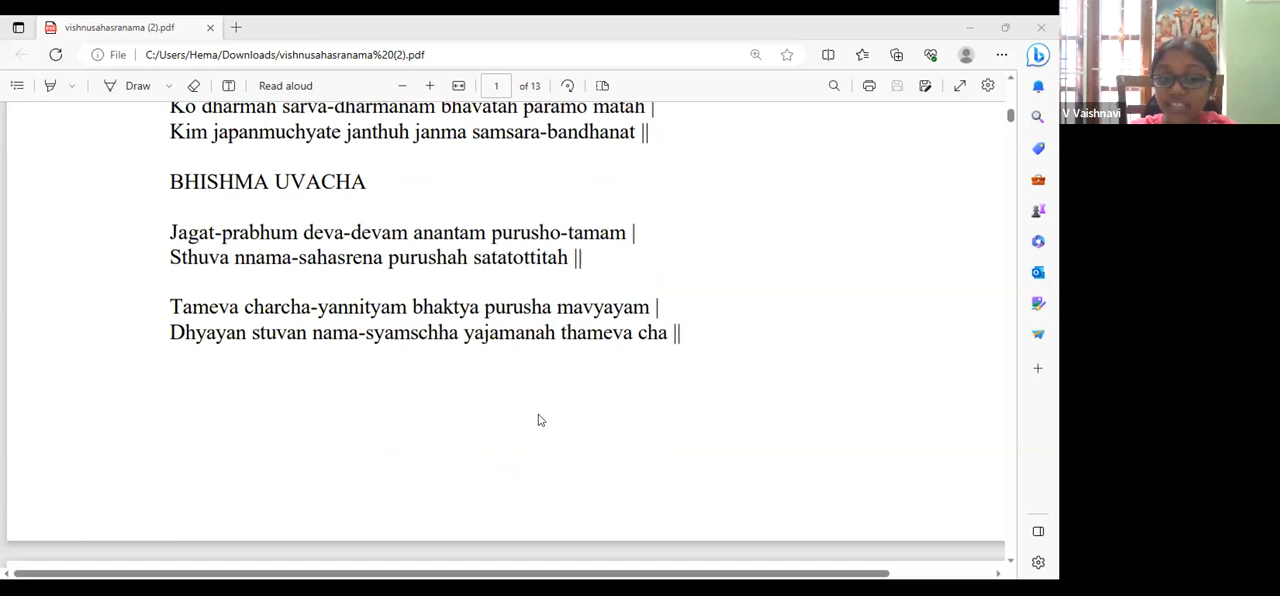 vishnusahasranama (2).pdf
File
C:/Users/Hema/Downloads/vishnusahasranama%20(2).pdf
Draw
Read aloud
1
of 13
Ko dharmah sarva-dharmanam bhavatah paramo matah |
Kim japanmuchyate janthuh janma samsara-bandhanat ||
BHISHMA UVACHA
Jagat-prabhum deva-devam anantam purusho-tamam |
Sthuva nnama-sahasrena purushah satatottitah ||
Tameva charcha-yannityam bhaktya purusha mavyayam |
Dhyayan stuvan nama-syamschha yajamanah thameva cha ||
V Vaishnavi